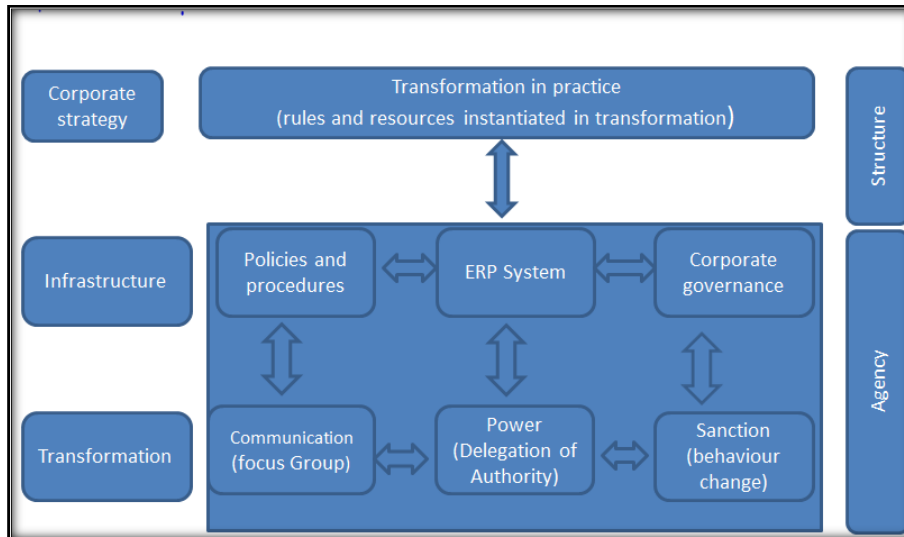 Corporate
strategy
Transformation in practice
(rules and resources instantiated in transformation)
Structure
Infrastructure
Policies and
procedures
ERP System
Corporate
governance
Agency
Transformation
Communication
(focus Group)
Power
(Delegation of
Authority)
Sanction
(behaviour
change)